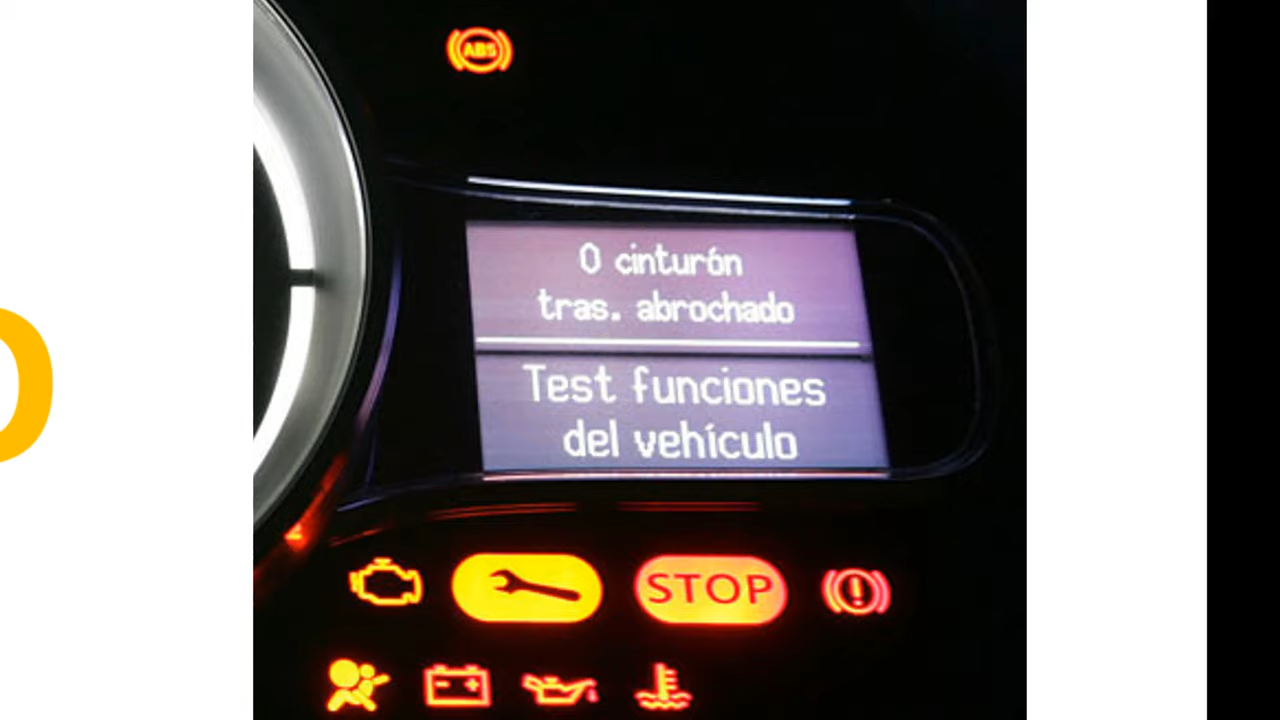 ABS
0 cinturón
tras. abrochado
Test funciones
del vehículo
STOP